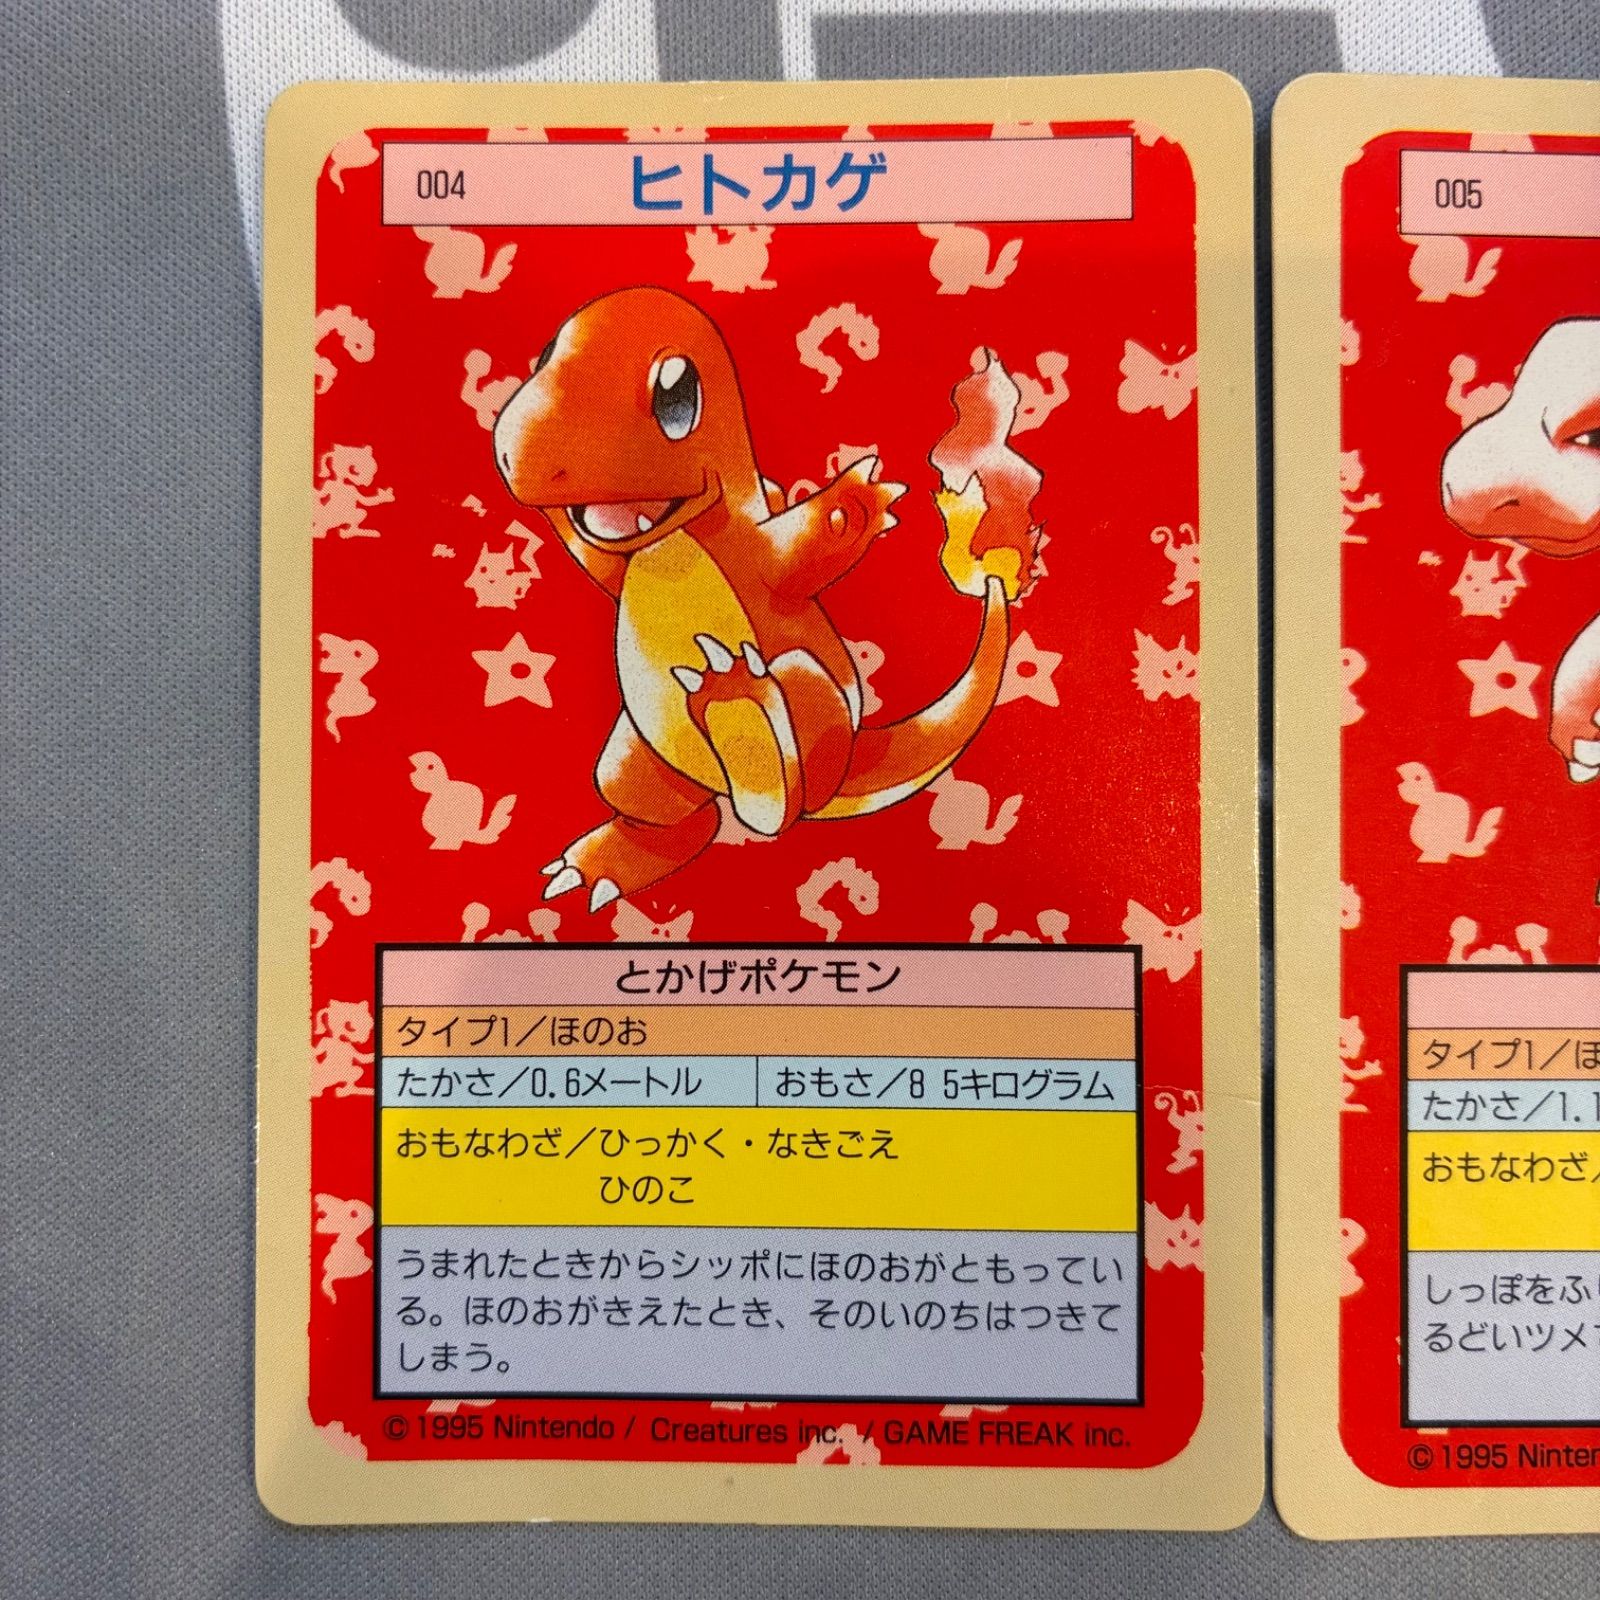 004 ヒトカゲ
とかげポケモン
タイプ1／ほのお
たかさ／0.6メートル おもさ／8 5キログラム
おもなわざ／ひっかく・なきごえ
ひのこ
うまれたときからシッポにほのおがともってい
る。ほのおがきえたとき、そのいのちはつきて
しまう。
© 1995 Nintendo / Creatures inc. / GAME FREAK inc.
005
タイプ1／ほ
たかさ／1.1
おもなわざ／
しっぽをふ
るどいツメ
© 1995 Ninten